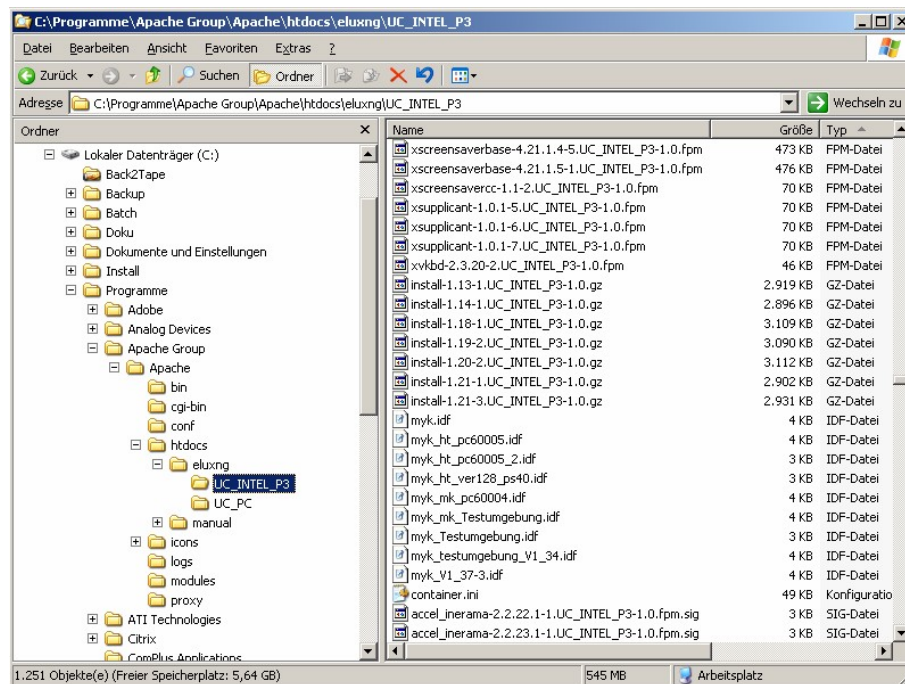 C:\Programme\Apache Group\Apache\htdocs\eluxng\UC_INTEL_P3
Datei Bearbeiten Ansicht Favoriten Extras ?
Zurück Suchen Ordner
Adresse C:\Programme\Apache Group\Apache\htdocs\eluxng\UC_INTEL_P3 Wechseln zu
Ordner
Lokaler Datenträger (C:)
Back2Tape
Backup
Batch
Doku
Dokumente und Einstellungen
Install
Programme
Adobe
Analog Devices
Apache Group
Apache
bin
cgi-bin
conf
htdocs
eluxng
UC_INTEL_P3
UC_PC
manual
icons
logs
modules
proxy
ATI Technologies
Citrix
ComPlus Applications
Name Größe Typ
xscreensaverbase-4.21.1.4-5.UC_INTEL_P3-1.0.fpm 473 KB FPM-Datei
xscreensaverbase-4.21.1.5-1.UC_INTEL_P3-1.0.fpm 476 KB FPM-Datei
xscreensavercc-1.1-2.UC_INTEL_P3-1.0.fpm 70 KB FPM-Datei
xsupplicant-1.0.1-5.UC_INTEL_P3-1.0.fpm 70 KB FPM-Datei
xsupplicant-1.0.1-6.UC_INTEL_P3-1.0.fpm 70 KB FPM-Datei
xsupplicant-1.0.1-7.UC_INTEL_P3-1.0.fpm 70 KB FPM-Datei
xvkbd-2.3.20-2.UC_INTEL_P3-1.0.fpm 46 KB FPM-Datei
install-1.13-1.UC_INTEL_P3-1.0.gz 2.919 KB GZ-Datei
install-1.14-1.UC_INTEL_P3-1.0.gz 2.896 KB GZ-Datei
install-1.18-1.UC_INTEL_P3-1.0.gz 3.109 KB GZ-Datei
install-1.19-2.UC_INTEL_P3-1.0.gz 3.090 KB GZ-Datei
install-1.20-2.UC_INTEL_P3-1.0.gz 3.112 KB GZ-Datei
install-1.21-1.UC_INTEL_P3-1.0.gz 2.902 KB GZ-Datei
install-1.21-3.UC_INTEL_P3-1.0.gz 2.931 KB GZ-Datei
myk.idf 4 KB IDF-Datei
myk_ht_pc60005.idf 4 KB IDF-Datei
myk_ht_pc60005_2.idf 3 KB IDF-Datei
myk_ht_ver128_ps40.idf 3 KB IDF-Datei
myk_mk_pc60004.idf 4 KB IDF-Datei
myk_mk_Testumgebung.idf 4 KB IDF-Datei
myk_Testumgebung.idf 3 KB IDF-Datei
myk_testumgebung_V1_34.idf 4 KB IDF-Datei
myk_V1_37-3.idf 4 KB IDF-Datei
container.ini 49 KB Konfiguratio
accel_inerama-2.2.22.1-1.UC_INTEL_P3-1.0.fpm.sig 3 KB SIG-Datei
accel_inerama-2.2.23.1-1.UC_INTEL_P3-1.0.fpm.sig 3 KB SIG-Datei
1.251 Objekte(e) (Freier Speicherplatz: 5,64 GB) 545 MB Arbeitsplatz